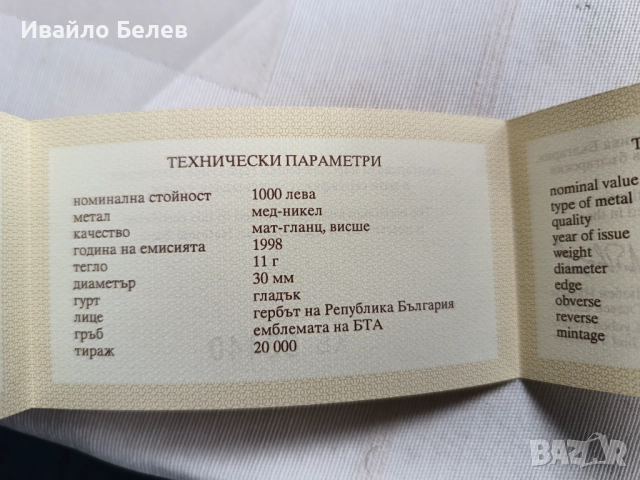 Ивайло Белев
ТЕХНИЧЕСКИ ПАРАМЕТРИ
номинална стойност 1000 лева
метал мед-никел
качество мат-гланц, висше
година на емисията 1998
тегло 11 г
диаметър 30 мм
гурт гладък
лице гербът на Република България
гръб емблемата на БТА
тираж 20 000
nominal value
type of metal
quality
year of issue
weight
diameter
edge
obverse
reverse
mintage
BAZAR